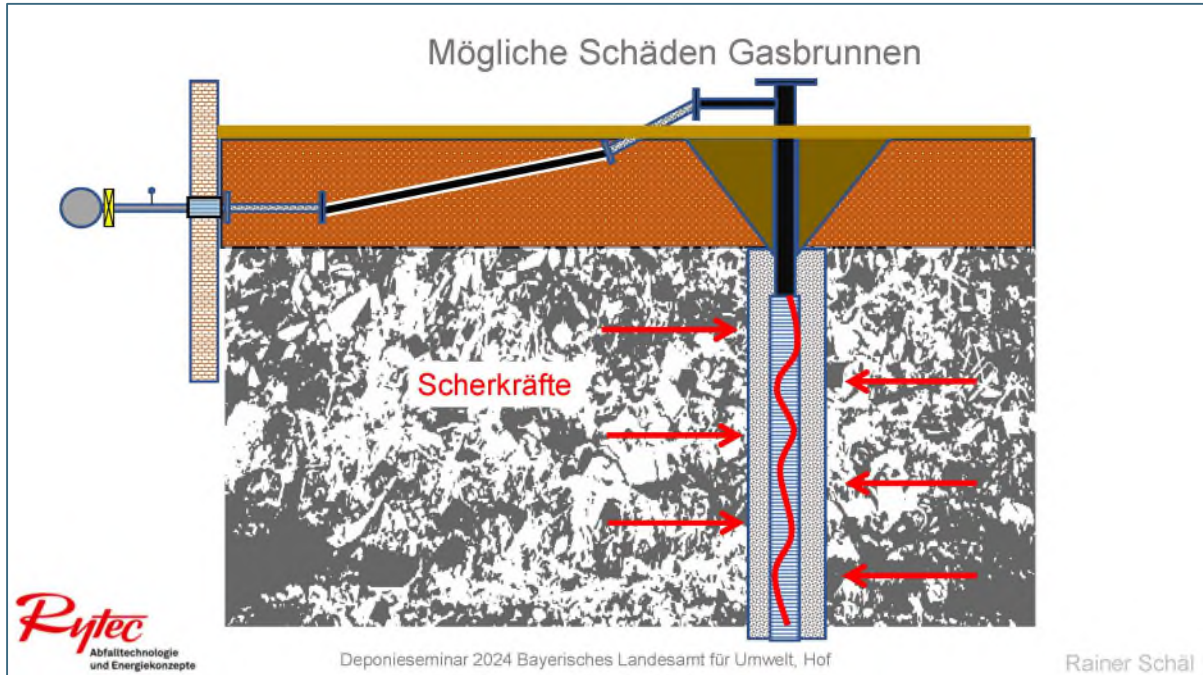 Mögliche Schäden Gasbrunnen
Scherkräfte
Rytec
Abfalltechnologie
und Energiekonzepte
Deponieseminar 2024 Bayerisches Landesamt für Umwelt, Hof
Rainer Schäl